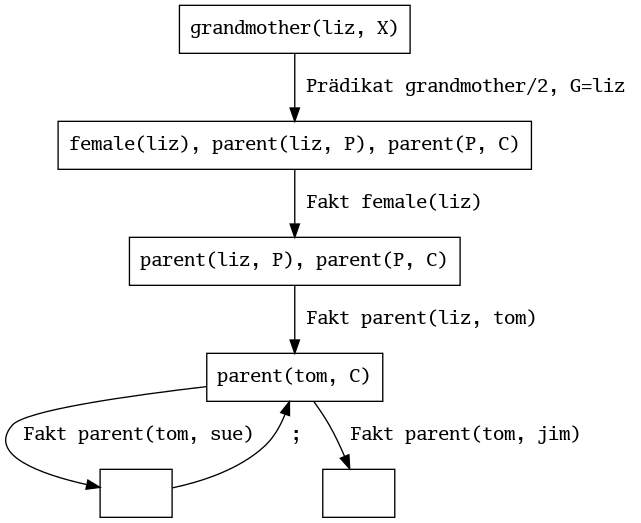 grandmother(liz, X)
Prädikat grandmother/2, G=liz
female(liz), parent(liz, P), parent(P, C)
Fakt female(liz)
parent(liz, P), parent(P, C)
Fakt parent(liz, tom)
parent(tom, C)
Fakt parent(tom, sue)
;
Fakt parent(tom, jim)